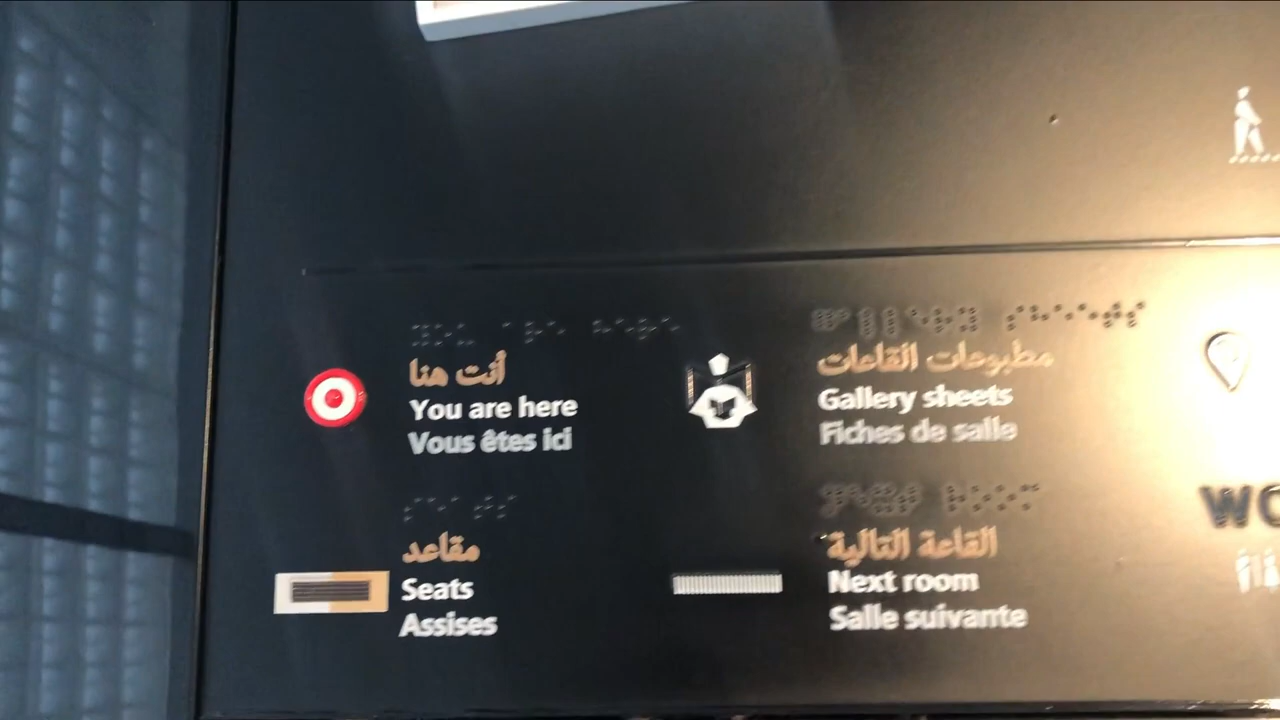 أنت هنا
You are here
Vous êtes ici
مطبوعات القاعات
Gallery sheets
Fiches de salle
مقاعد
Seats
Assises
القاعة التالية
Next room
Salle suivante